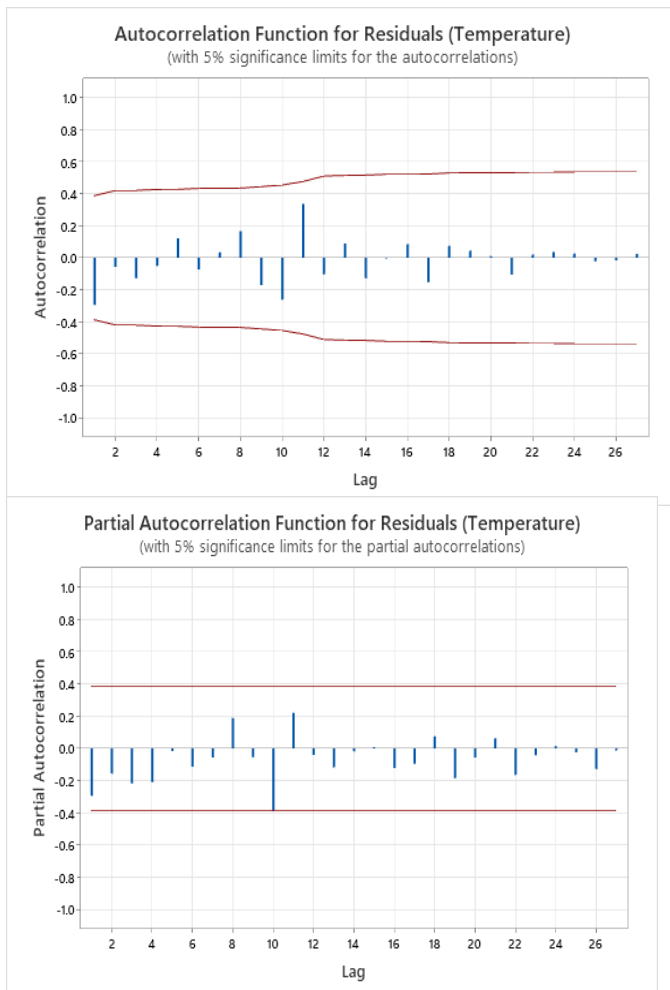 Autocorrelation Function for Residuals (Temperature)
(with 5% significance limits for the autocorrelations)
1.0
0.8
0.6
0.4
0.2
0.0
-0.2
-0.4
-0.6
-0.8
-1.0
Autocorrelation
2 4 6 8 10 12 14 16 18 20 22 24 26
Lag
Partial Autocorrelation Function for Residuals (Temperature)
(with 5% significance limits for the partial autocorrelations)
1.0
0.8
0.6
0.4
0.2
0.0
-0.2
-0.4
-0.6
-0.8
-1.0
Partial Autocorrelation
2 4 6 8 10 12 14 16 18 20 22 24 26
Lag